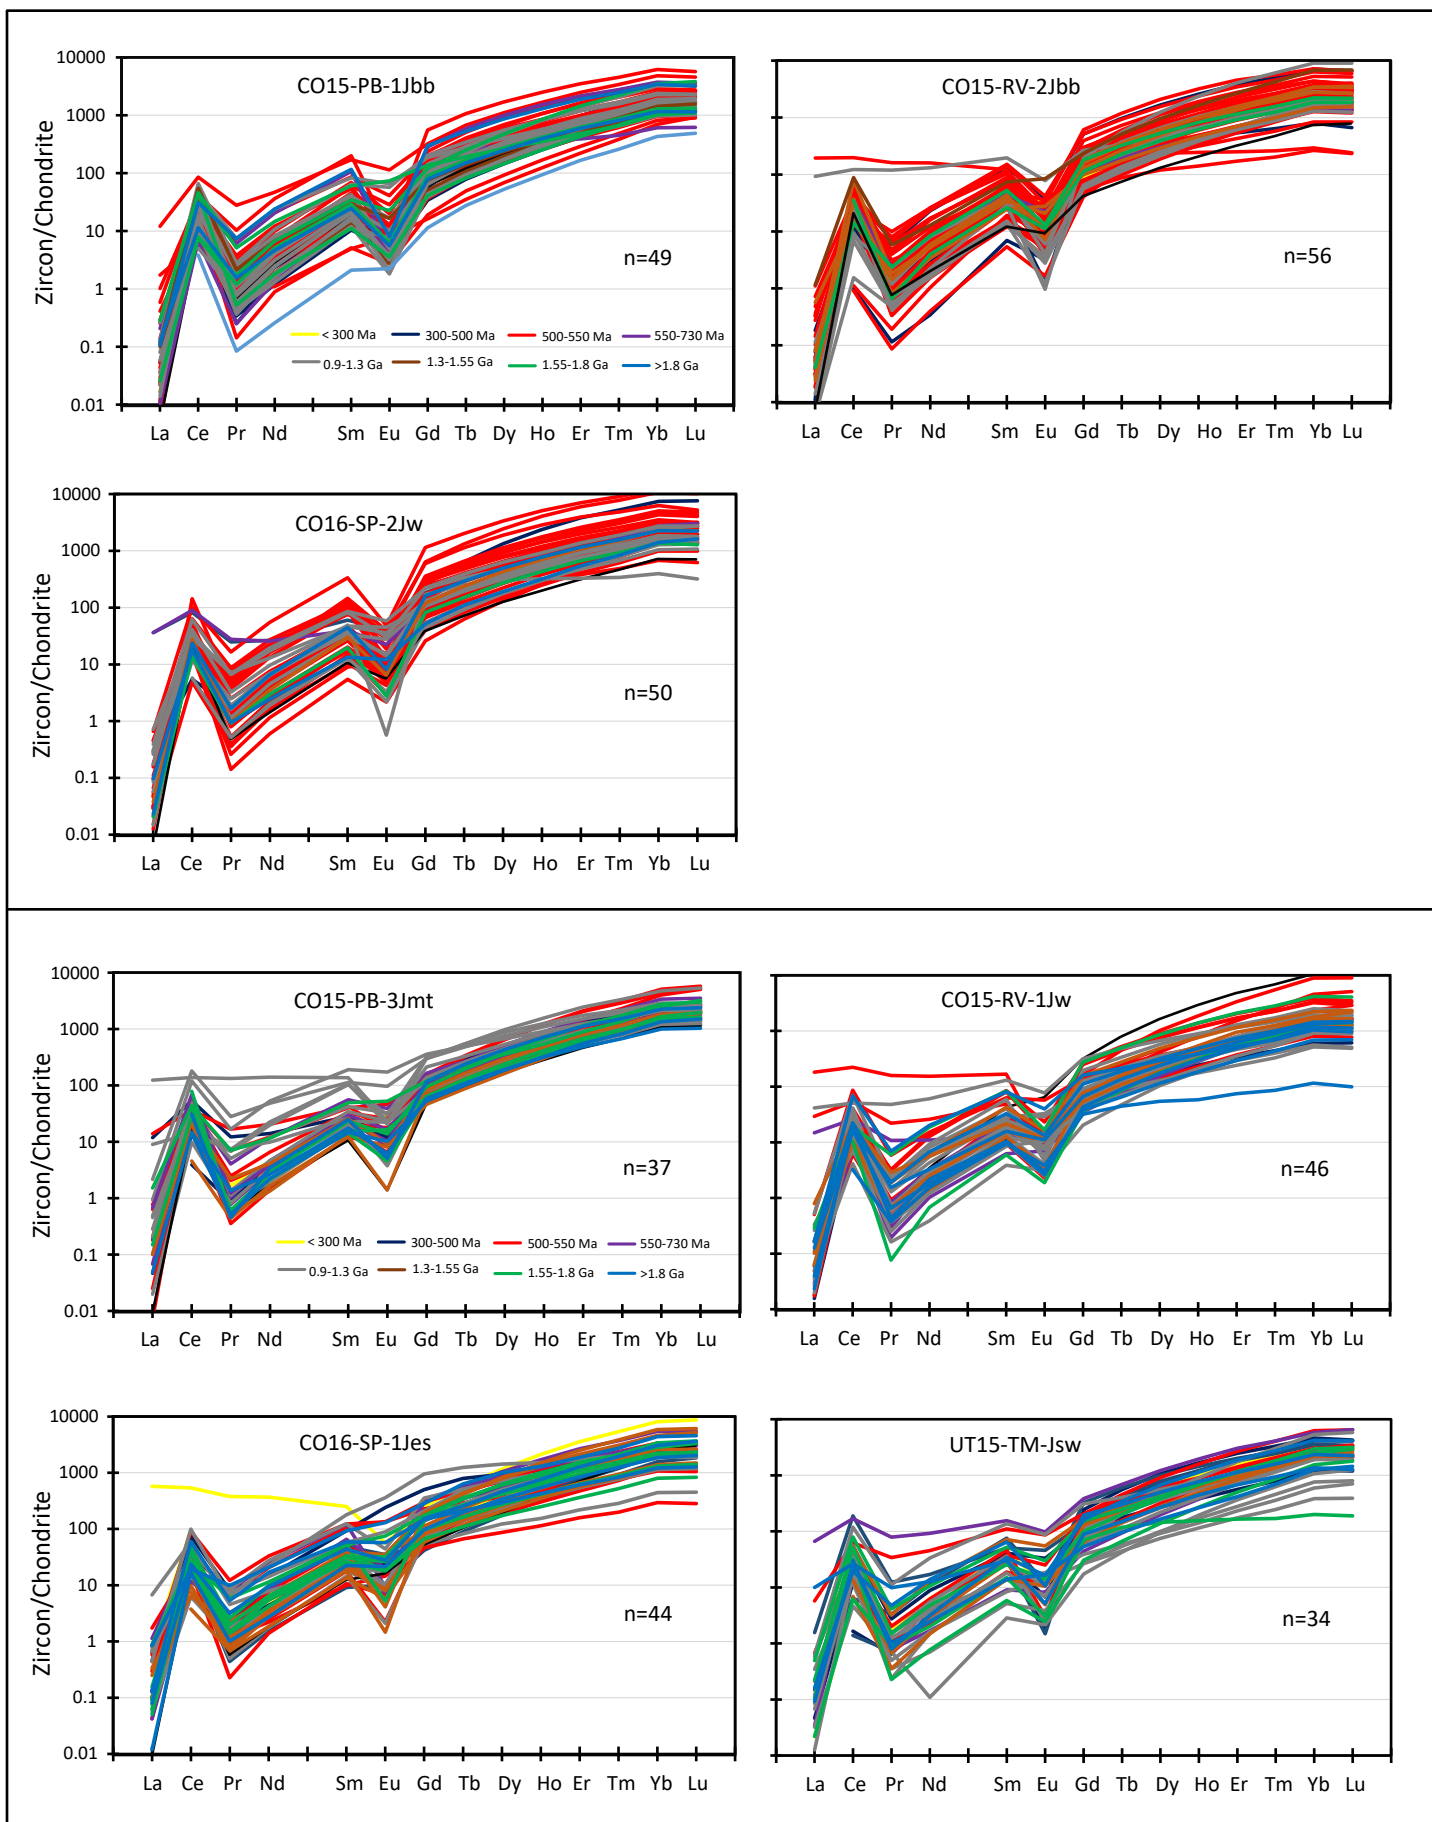 CO15-PB-1Jbb
Zircon/Chondrite
10000
1000
100
10
1
0.1
0.01
n=49
< 300 Ma 300-500 Ma 500-550 Ma 550-730 Ma
0.9-1.3 Ga 1.3-1.55 Ga 1.55-1.8 Ga >1.8 Ga
La Ce Pr Nd Sm Eu Gd Tb Dy Ho Er Tm Yb Lu
CO15-RV-2Jbb
n=56
La Ce Pr Nd Sm Eu Gd Tb Dy Ho Er Tm Yb Lu
CO16-SP-2Jw
Zircon/Chondrite
10000
1000
100
10
1
0.1
0.01
n=50
La Ce Pr Nd Sm Eu Gd Tb Dy Ho Er Tm Yb Lu
CO15-PB-3Jmt
Zircon/Chondrite
10000
1000
100
10
1
0.1
0.01
n=37
< 300 Ma 300-500 Ma 500-550 Ma 550-730 Ma
0.9-1.3 Ga 1.3-1.55 Ga 1.55-1.8 Ga >1.8 Ga
La Ce Pr Nd Sm Eu Gd Tb Dy Ho Er Tm Yb Lu
CO15-RV-1Jw
n=46
La Ce Pr Nd Sm Eu Gd Tb Dy Ho Er Tm Yb Lu
CO16-SP-1Jes
Zircon/Chondrite
10000
1000
100
10
1
0.1
0.01
n=44
La Ce Pr Nd Sm Eu Gd Tb Dy Ho Er Tm Yb Lu
UT15-TM-Jsw
n=34
La Ce Pr Nd Sm Eu Gd Tb Dy Ho Er Tm Yb Lu